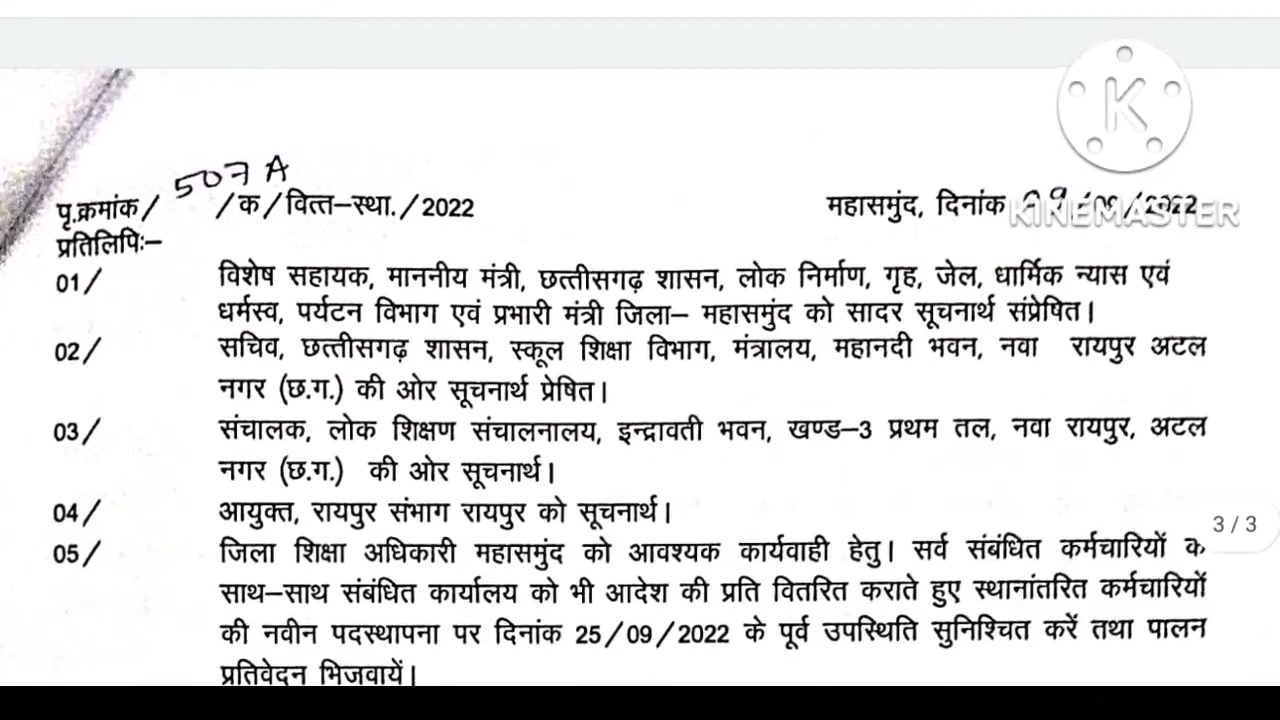 507 A
पृ.क्रमांक/ /क/वित्त–स्था./2022 महासमुंद, दिनांक /09/2022
KINEMASTER
प्रतिलिपिः–
01/ विशेष सहायक, माननीय मंत्री, छत्तीसगढ़ शासन, लोक निर्माण, गृह, जेल, धार्मिक न्यास एवं
धर्मस्व, पर्यटन विभाग एवं प्रभारी मंत्री जिला– महासमुंद को सादर सूचनार्थ संप्रेषित।
02/ सचिव, छत्तीसगढ़ शासन, स्कूल शिक्षा विभाग, मंत्रालय, महानदी भवन, नवा रायपुर अटल
नगर (छ.ग.) की ओर सूचनार्थ प्रेषित।
03/ संचालक, लोक शिक्षण संचालनालय, इन्द्रावती भवन, खण्ड–3 प्रथम तल, नवा रायपुर, अटल
नगर (छ.ग.) की ओर सूचनार्थ।
04/ आयुक्त, रायपुर संभाग रायपुर को सूचनार्थ।
3/3
05/ जिला शिक्षा अधिकारी महासमुंद को आवश्यक कार्यवाही हेतु। सर्व संबंधित कर्मचारियों के
साथ–साथ संबंधित कार्यालय को भी आदेश की प्रति वितरित कराते हुए स्थानांतरित कर्मचारियों
की नवीन पदस्थापना पर दिनांक 25/09/2022 के पूर्व उपस्थिति सुनिश्चित करें तथा पालन
प्रतिवेदन भिजवायें।